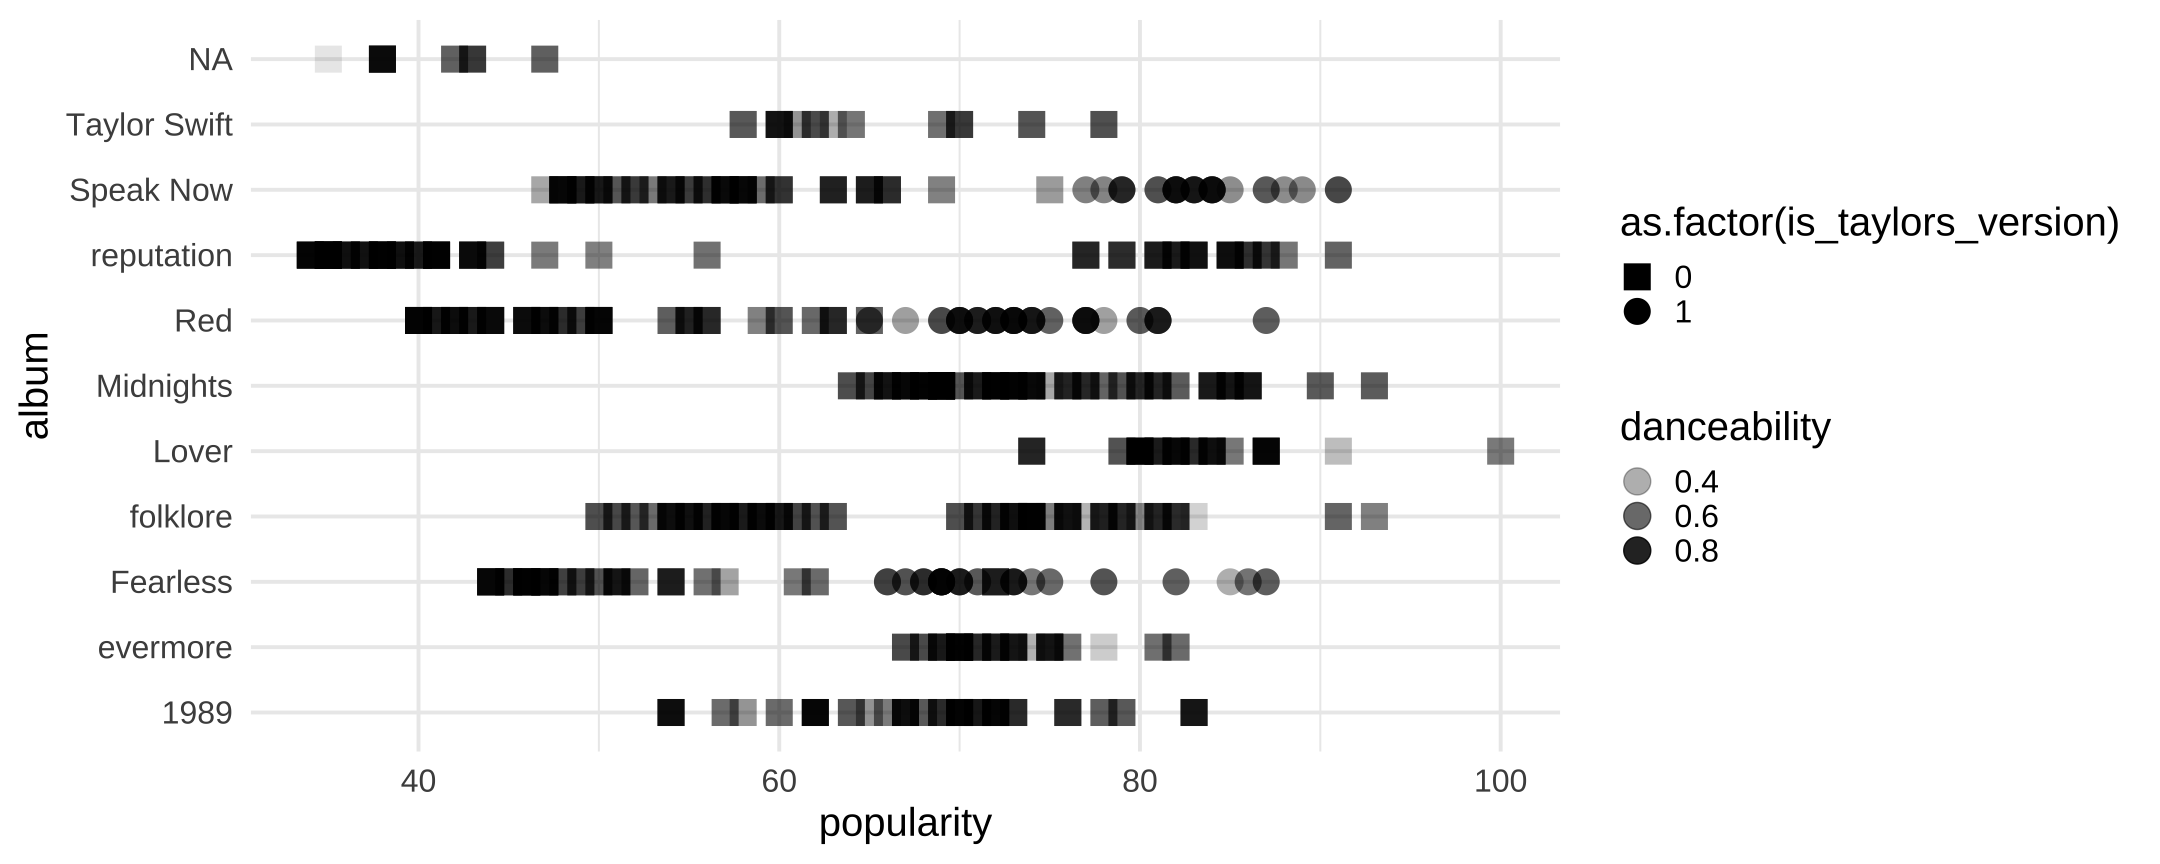 NA
Taylor Swift
Speak Now
reputation
Red
Midnights
Lover
folklore
Fearless
evermore
1989
album
40 60 80 100
popularity
as.factor(is_taylors_version)
0
1
danceability
0.4
0.6
0.8